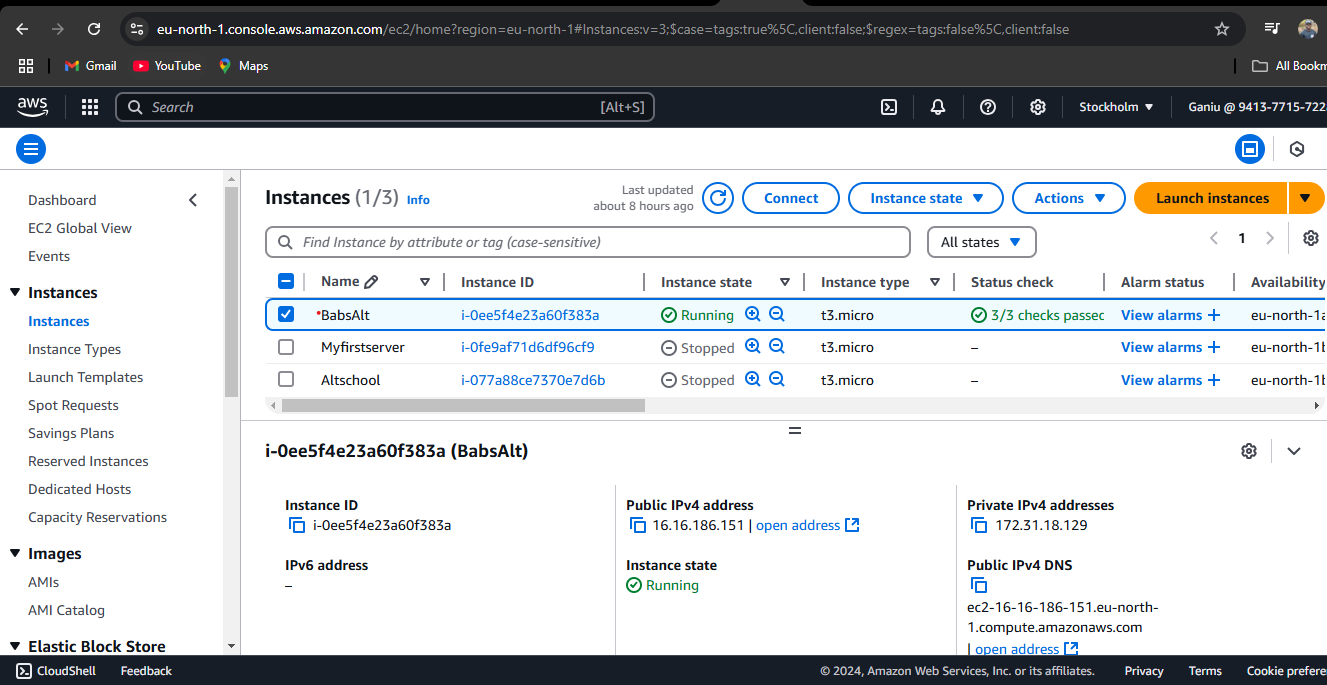 eu-north-1.console.aws.amazon.com/ec2/home?region=eu-north-1#Instances:v=3;$case=tags:true%5C,client:false;$regex=tags:false%5C,client:false
Gmail YouTube Maps All Bookm
aws Search [Alt+S] Stockholm Ganiu @ 9413-7715-722
Dashboard
EC2 Global View
Events
Instances
Instances
Instance Types
Launch Templates
Spot Requests
Savings Plans
Reserved Instances
Dedicated Hosts
Capacity Reservations
Images
AMIs
AMI Catalog
Elastic Block Store
Instances (1/3) Info
Last updated
about 8 hours ago
Connect Instance state Actions Launch instances
Find Instance by attribute or tag (case-sensitive) All states 1
Name Instance ID Instance state Instance type Status check Alarm status Availability
BabsAlt i-0ee5f4e23a60f383a Running t3.micro 3/3 checks passec View alarms + eu-north-1a
Myfirstserver i-0fe9af71d6df96cf9 Stopped t3.micro – View alarms + eu-north-1b
Altschool i-077a88ce7370e7d6b Stopped t3.micro – View alarms + eu-north-1b
i-0ee5f4e23a60f383a (BabsAlt)
Instance ID
i-0ee5f4e23a60f383a
IPv6 address
–
Public IPv4 address
16.16.186.151 | open address
Instance state
Running
Private IPv4 addresses
172.31.18.129
Public IPv4 DNS
ec2-16-16-186-151.eu-north-
1.compute.amazonaws.com
| open address
CloudShell Feedback © 2024, Amazon Web Services, Inc. or its affiliates. Privacy Terms Cookie prefere